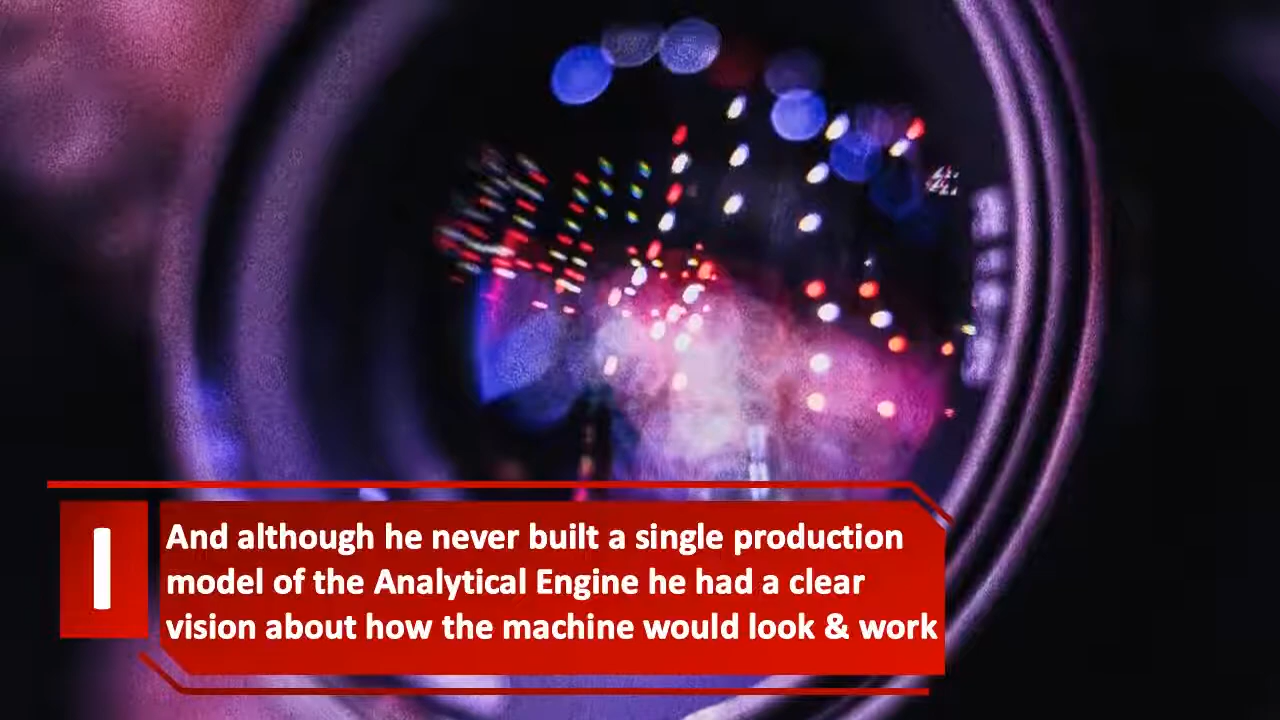 I
And although he never built a single production
model of the Analytical Engine he had a clear
vision about how the machine would look & work